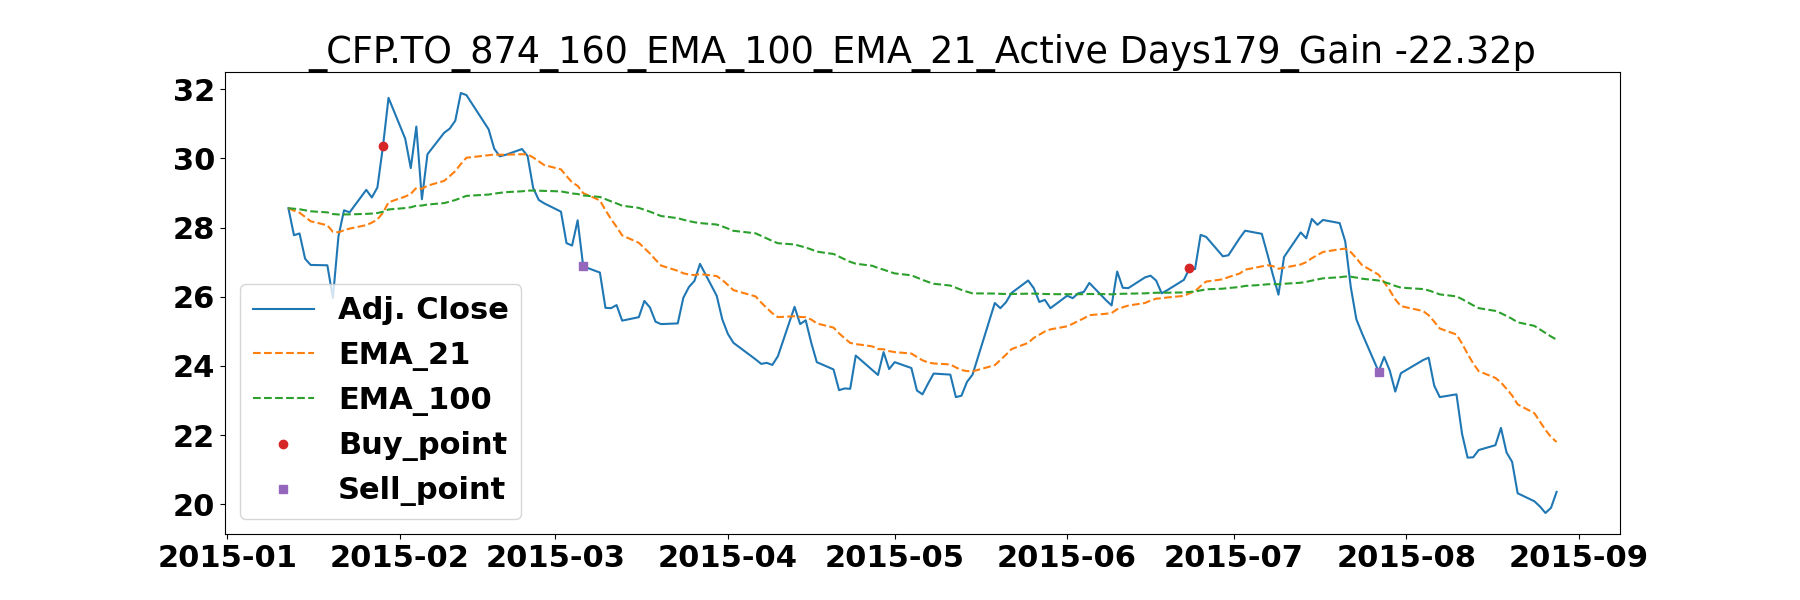 _CFP.TO_874_160_EMA_100_EMA_21_Active Days179_Gain -22.32p
32
30
28
26
24
22
20
Adj. Close
EMA_21
EMA_100
Buy_point
Sell_point
2015-01 2015-02 2015-03 2015-04 2015-05 2015-06 2015-07 2015-08 2015-09